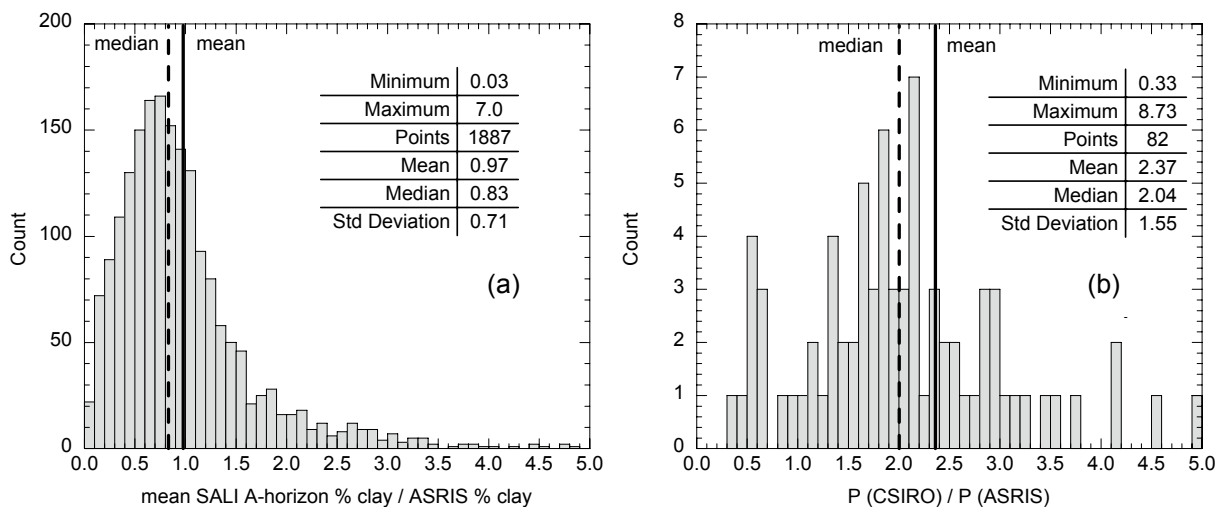 200
150
100
50
0
Count
median
mean
Minimum 0.03
Maximum 7.0
Points 1887
Mean 0.97
Median 0.83
Std Deviation 0.71
(a)
0.0 0.5 1.0 1.5 2.0 2.5 3.0 3.5 4.0 4.5 5.0
mean SALI A-horizon % clay / ASRIS % clay
8
7
6
5
4
3
2
1
0
Count
median
mean
Minimum 0.33
Maximum 8.73
Points 82
Mean 2.37
Median 2.04
Std Deviation 1.55
(b)
0.0 0.5 1.0 1.5 2.0 2.5 3.0 3.5 4.0 4.5 5.0
P (CSIRO) / P (ASRIS)